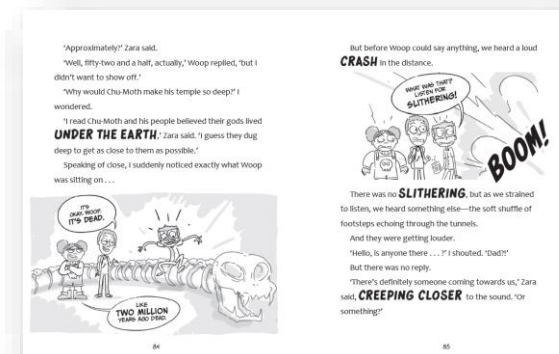 'Approximately?' Zara said.
'Well, fifty-two and a half, actually,' Woop replied, 'but I
didn't want to show off.'
'Why would Chu-Moth make his temple so deep?' I
wondered.
'I read Chu-Moth and his people believed their gods lived
UNDER THE EARTH,' Zara said. 'I guess they dug
deep to get as close to them as possible.'
Speaking of close, I suddenly noticed exactly what Woop
was sitting on . . .
IT'S
OKAY, WOOP.
IT'S DEAD.
LIKE
TWO MILLION
YEARS AGO DEAD.
84
But before Woop could say anything, we heard a loud
CRASH in the distance.
WHAT WAS THAT?
LISTEN FOR
SLITHERING!
BOOM!
There was no SLITHERING, but as we strained
to listen, we heard something else—the soft shuffle of
footsteps echoing through the tunnels.
And they were getting louder.
'Hello, is anyone there . . . ?' I shouted. 'Dad?!'
But there was no reply.
'There's definitely someone coming towards us,' Zara
said, CREEPING CLOSER to the sound. 'Or
something?'
85